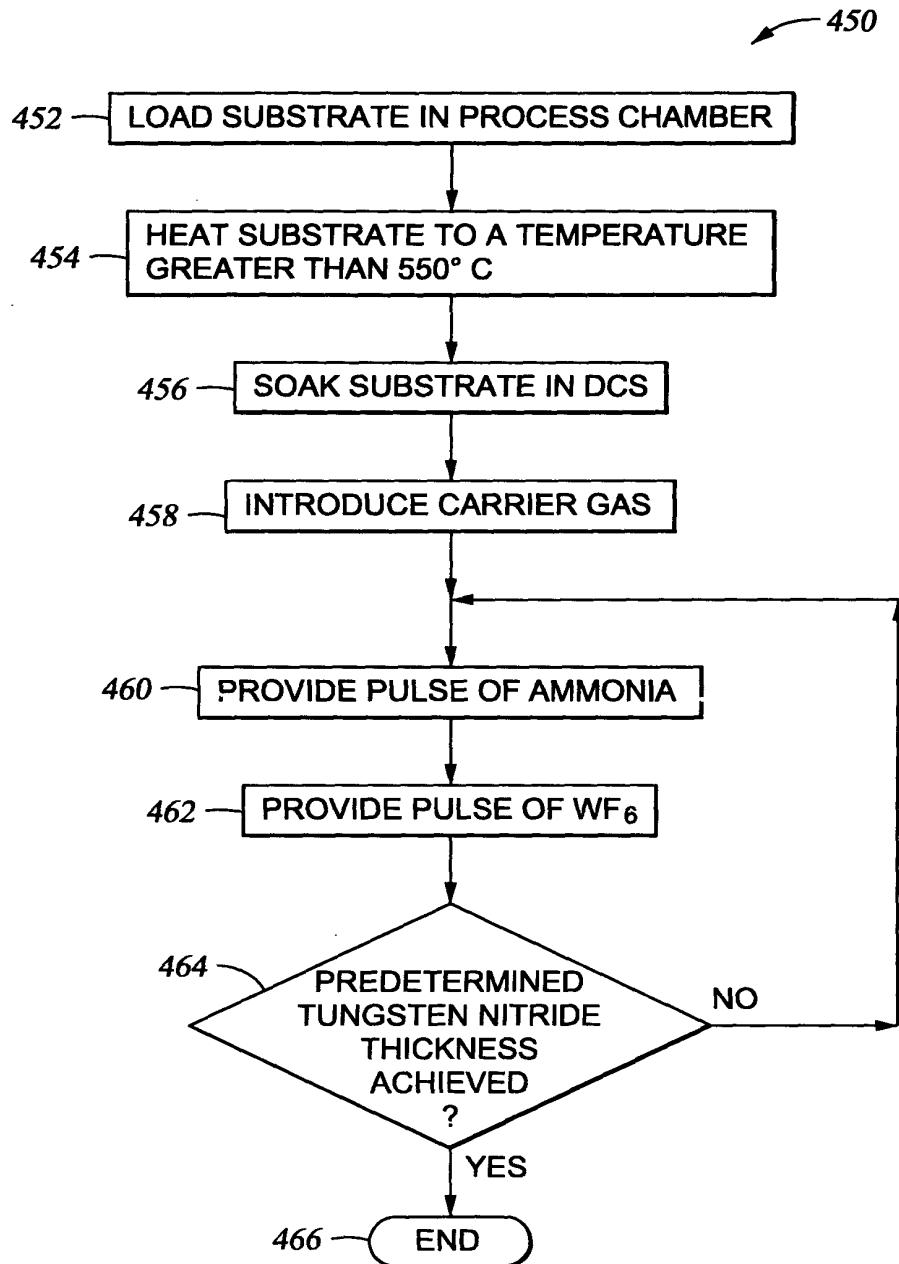 450
452
LOAD SUBSTRATE IN PROCESS CHAMBER
454
HEAT SUBSTRATE TO A TEMPERATURE
GREATER THAN 550° C
456
SOAK SUBSTRATE IN DCS
458
INTRODUCE CARRIER GAS
460
PROVIDE PULSE OF AMMONIA
462
PROVIDE PULSE OF WF₆
464
PREDETERMINED
TUNGSTEN NITRIDE
THICKNESS
ACHIEVED
?
NO
YES
466
END